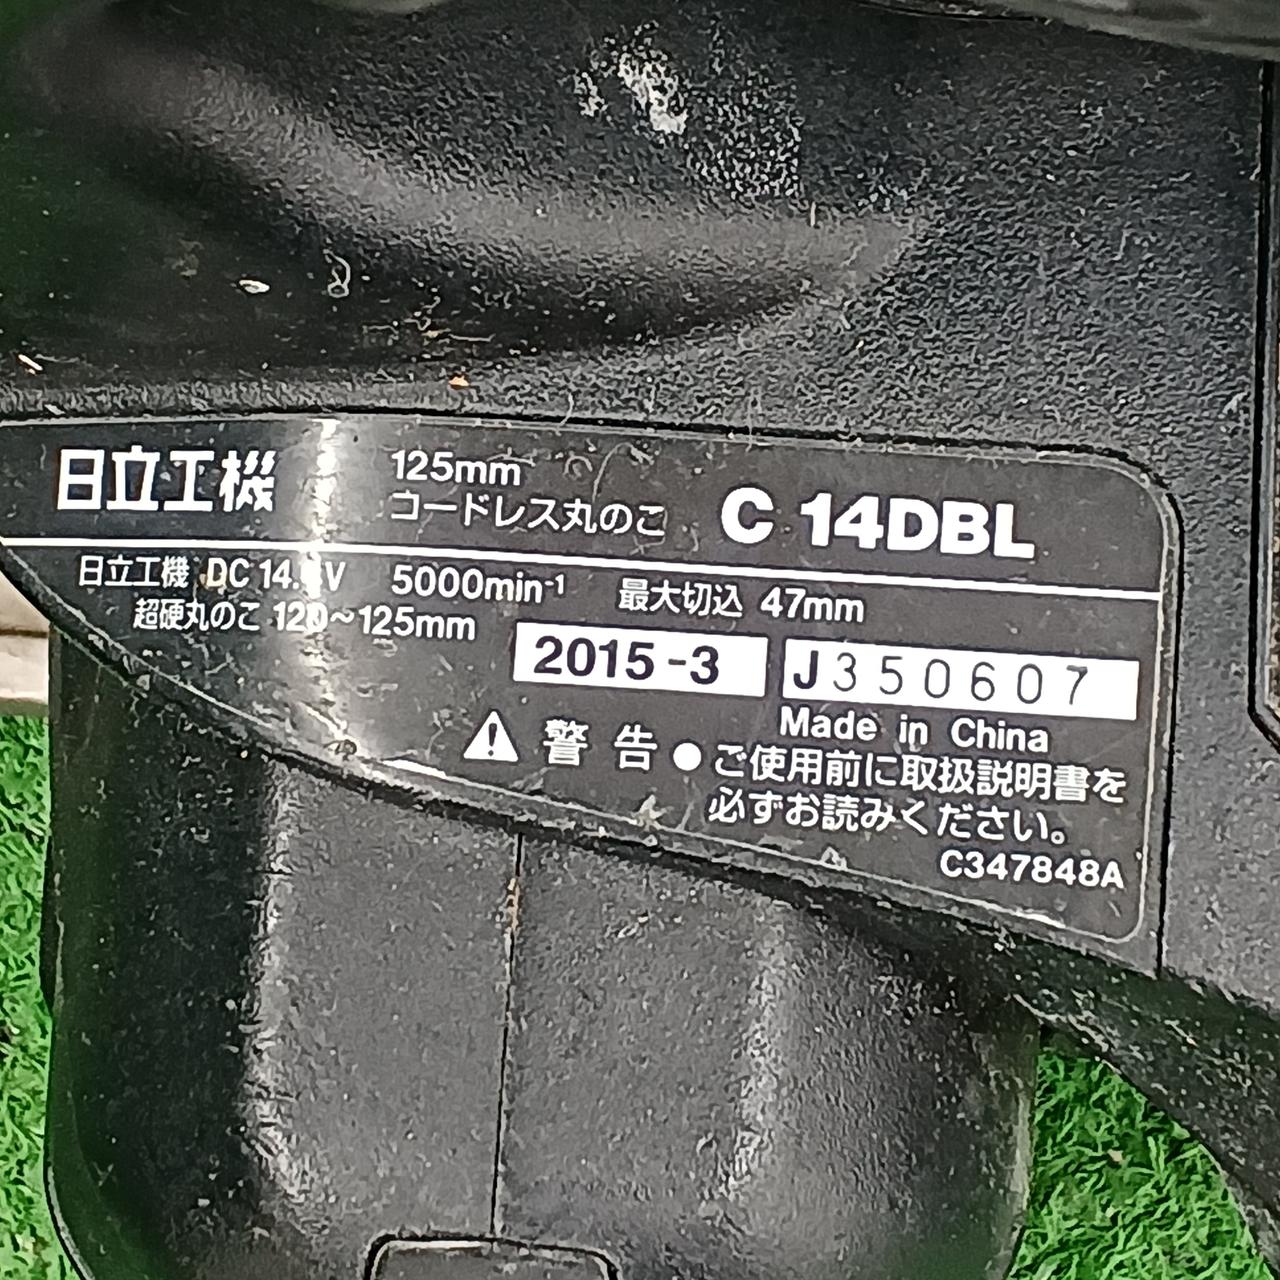 日立工機
125mm
コードレス丸のこ
C 14DBL
日立工機 DC 14. V 5000min-1 最大切込 47mm
超硬丸のこ 120~125mm
2015-3 J350607
Made in China
警告 ●ご使用前に取扱説明書を
必ずお読みください。
C347848A